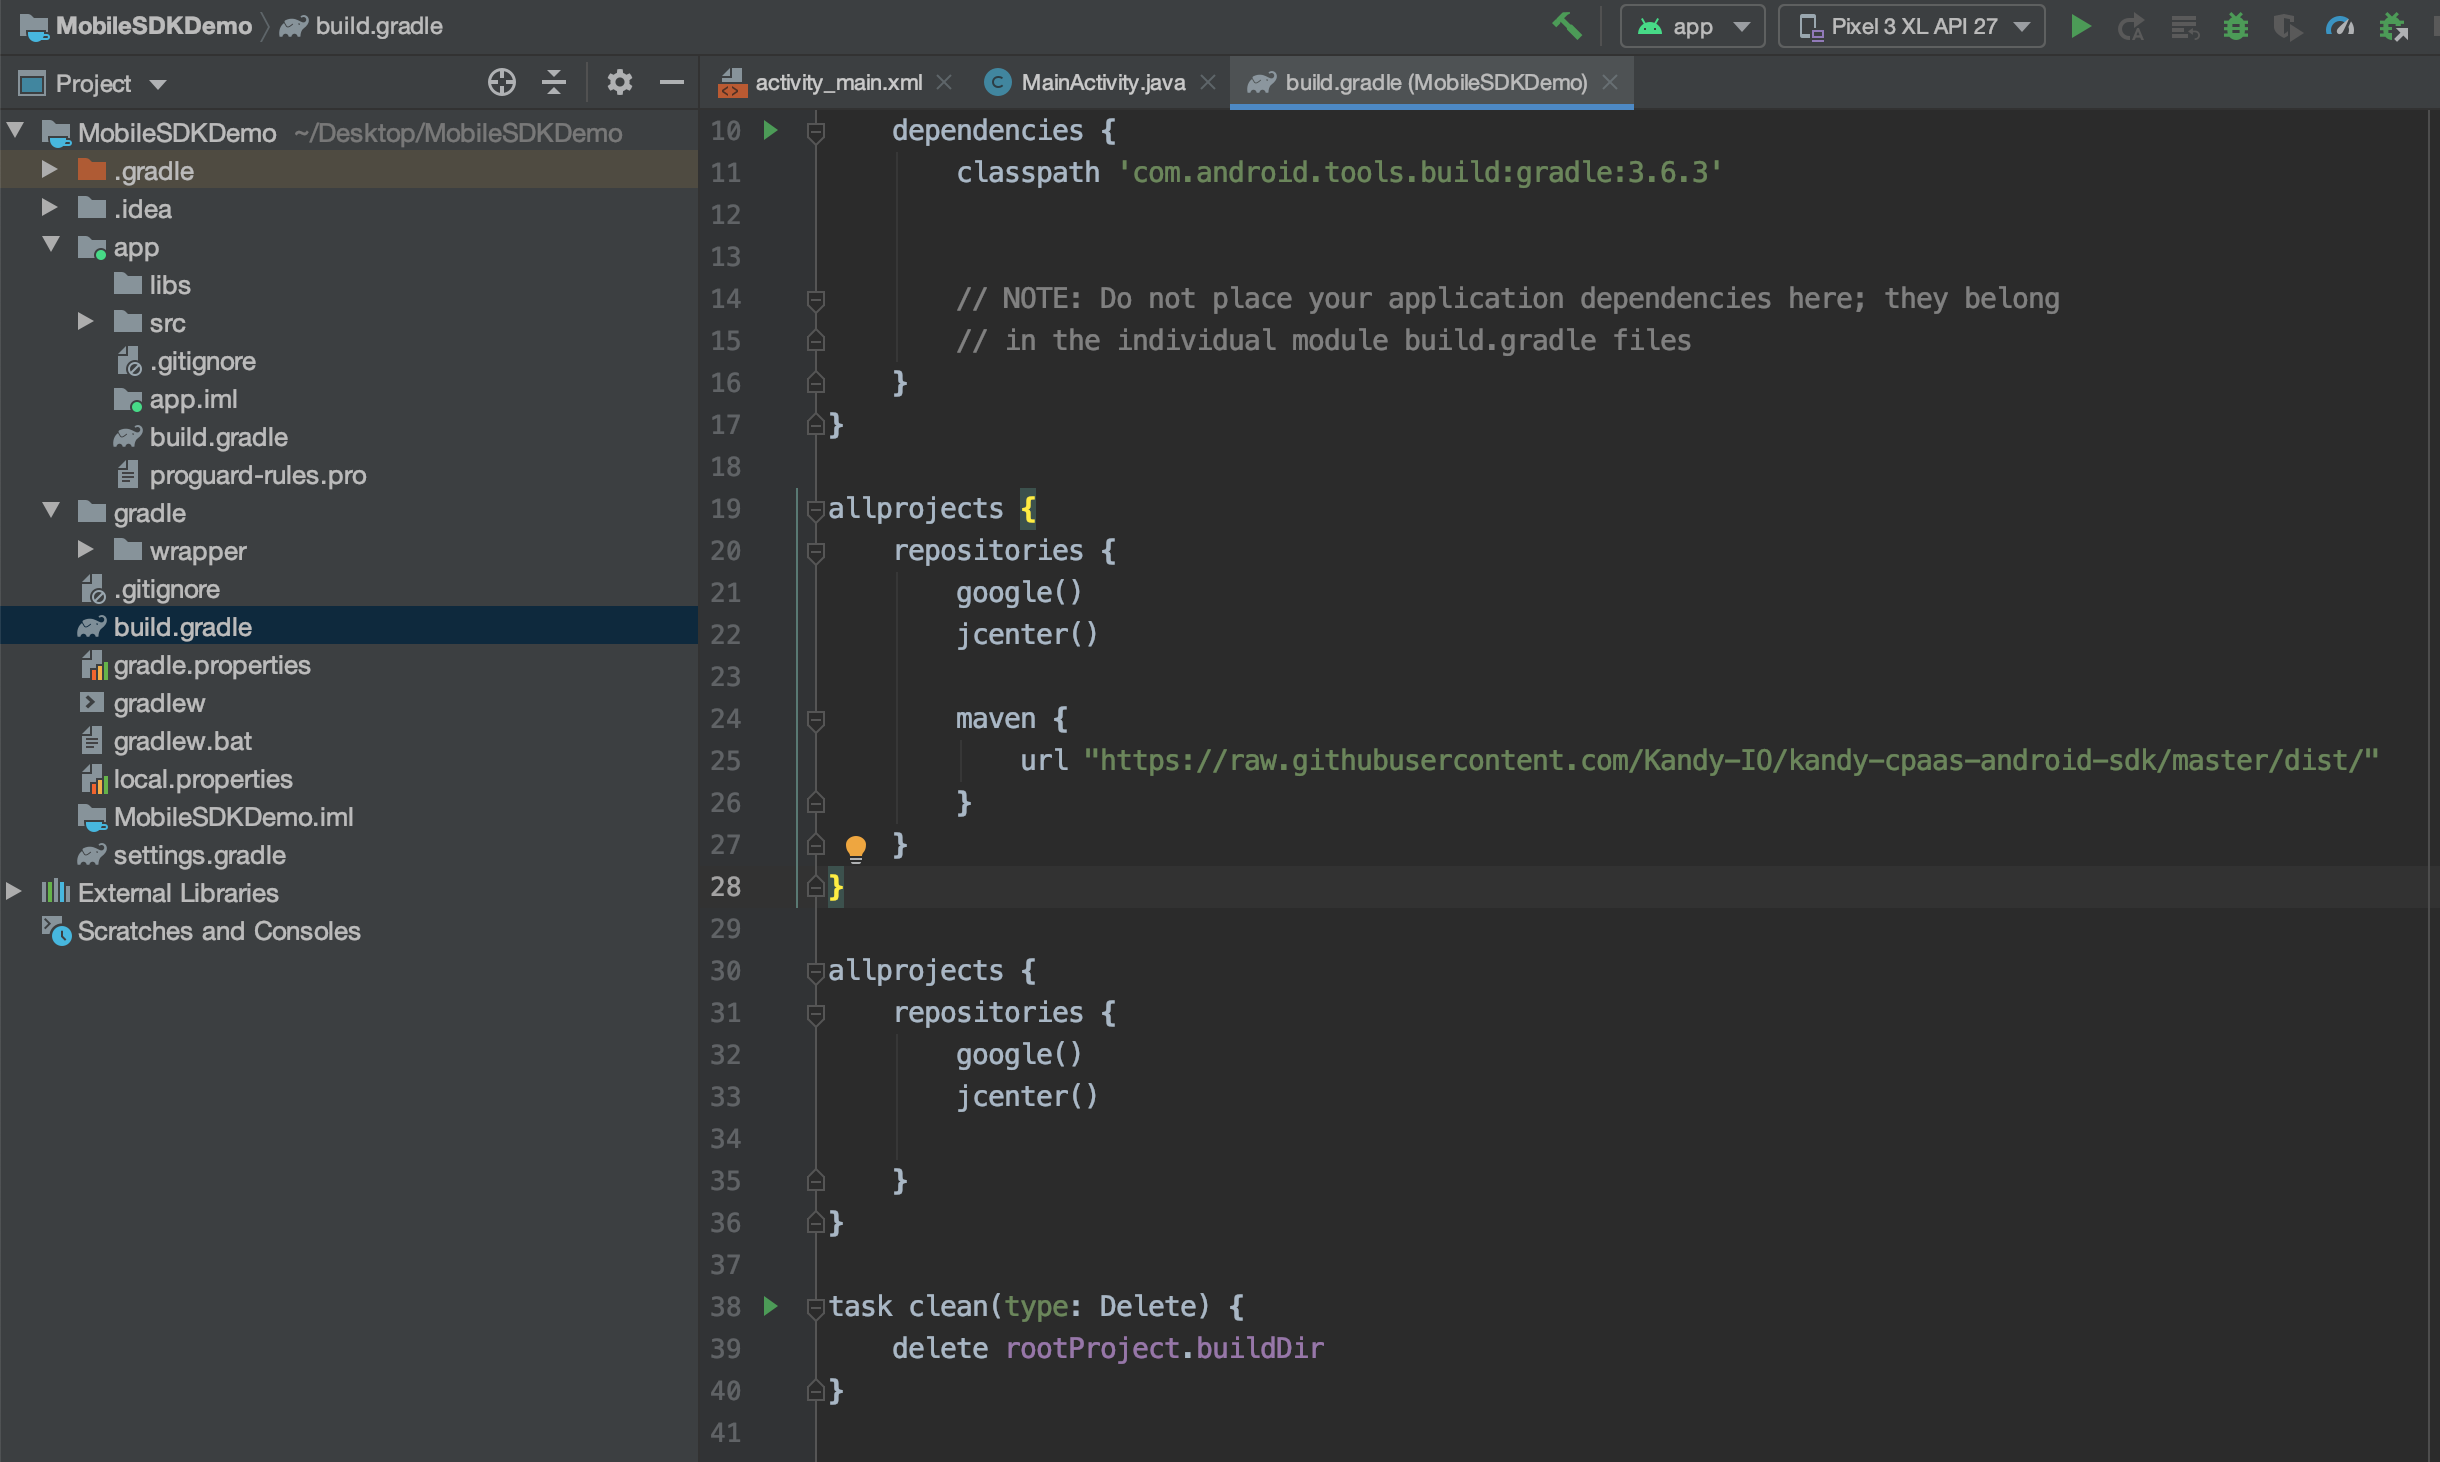 MobileSDKDemo build.gradle
app
Pixel 3 XL API 27
Project
activity_main.xml
MainActivity.java
build.gradle (MobileSDKDemo)
MobileSDKDemo ~/Desktop/MobileSDKDemo
.gradle
.idea
app
libs
src
.gitignore
app.iml
build.gradle
proguard-rules.pro
gradle
wrapper
.gitignore
build.gradle
gradle.properties
gradlew
gradlew.bat
local.properties
MobileSDKDemo.iml
settings.gradle
External Libraries
Scratches and Consoles
10 dependencies {
11 classpath 'com.android.tools.build:gradle:3.6.3'
12
13
14 // NOTE: Do not place your application dependencies here; they belong
15 // in the individual module build.gradle files
16 }
17 }
18
19 allprojects {
20 repositories {
21 google()
22 jcenter()
23
24 maven {
25 url "https://raw.githubusercontent.com/Kandy-IO/kandy-cpaas-android-sdk/master/dist/"
26 }
27 }
28 }
29
30 allprojects {
31 repositories {
32 google()
33 jcenter()
34
35 }
36 }
37
38 task clean(type: Delete) {
39 delete rootProject.buildDir
40 }
41